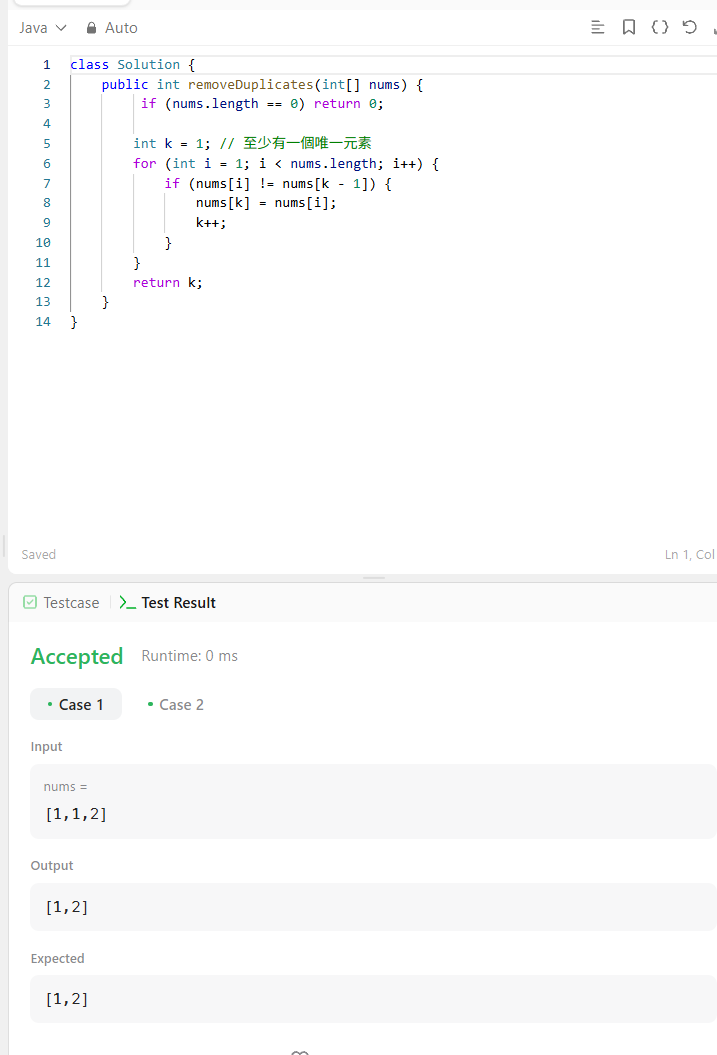 Java Auto
1 class Solution {
2 public int removeDuplicates(int[] nums) {
3 if (nums.length == 0) return 0;
4
5 int k = 1; // 至少有一個唯一元素
6 for (int i = 1; i < nums.length; i++) {
7 if (nums[i] != nums[k - 1]) {
8 nums[k] = nums[i];
9 k++;
10 }
11 }
12 return k;
13 }
14 }
Saved Ln 1, Col
Testcase Test Result
Accepted Runtime: 0 ms
Case 1 Case 2
Input
nums =
[1,1,2]
Output
[1,2]
Expected
[1,2]